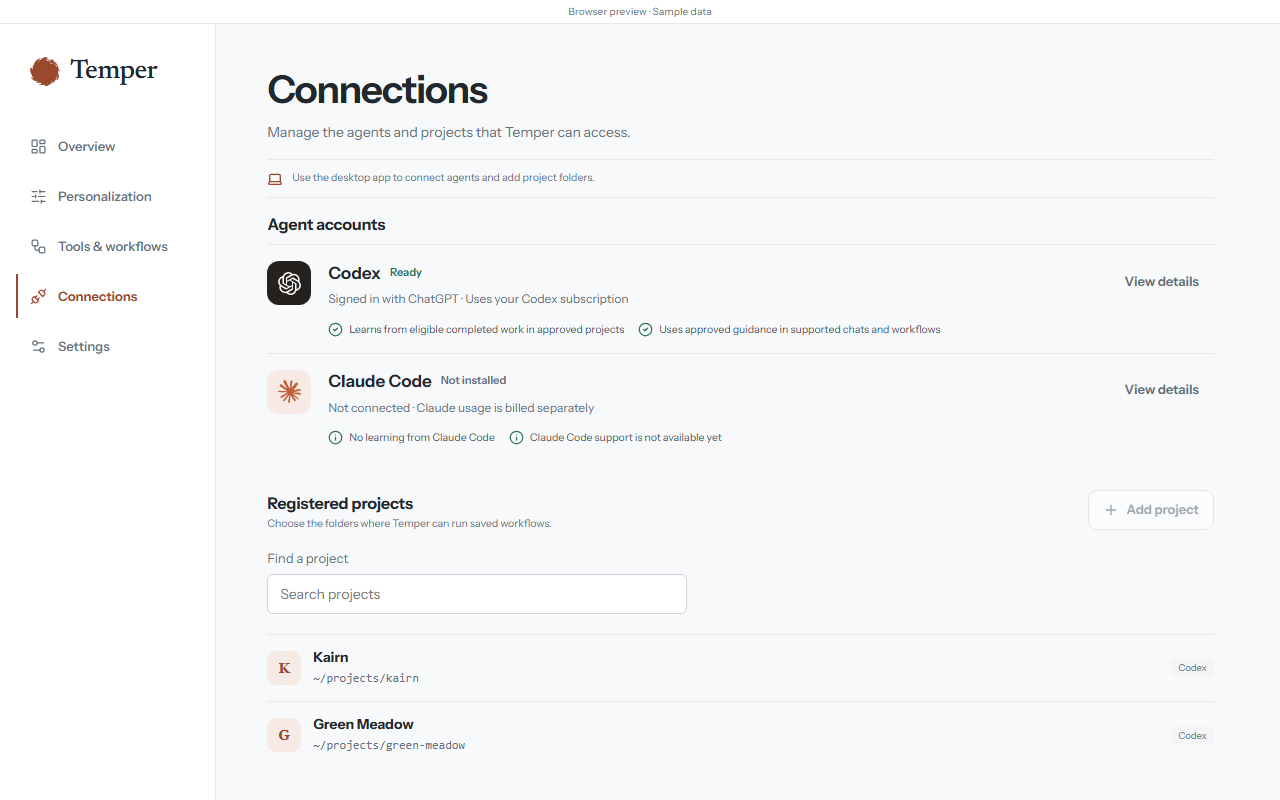 Browser preview · Sample data
Temper
Overview
Personalization
Tools & workflows
Connections
Settings
Connections
Manage the agents and projects that Temper can access.
Use the desktop app to connect agents and add project folders.
Agent accounts
Codex Ready
View details
Signed in with ChatGPT · Uses your Codex subscription
Learns from eligible completed work in approved projects Uses approved guidance in supported chats and workflows
Claude Code Not installed
View details
Not connected · Claude usage is billed separately
No learning from Claude Code Claude Code support is not available yet
Registered projects
Choose the folders where Temper can run saved workflows.
Add project
Find a project
Search projects
K
Kairn
~/projects/kairn
Codex
G
Green Meadow
~/projects/green-meadow
Codex